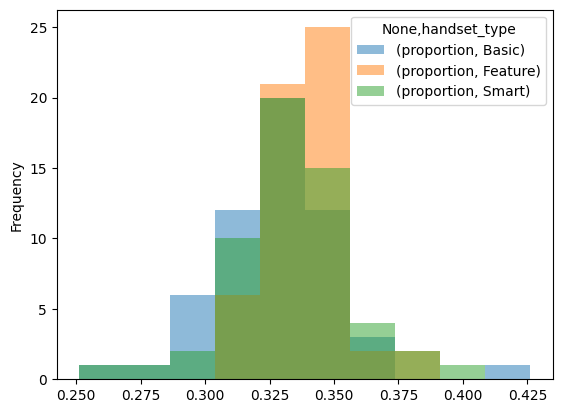 None,handset_type
(proportion, Basic)
(proportion, Feature)
(proportion, Smart)
Frequency
25
20
15
10
5
0
0.250 0.275 0.300 0.325 0.350 0.375 0.400 0.425